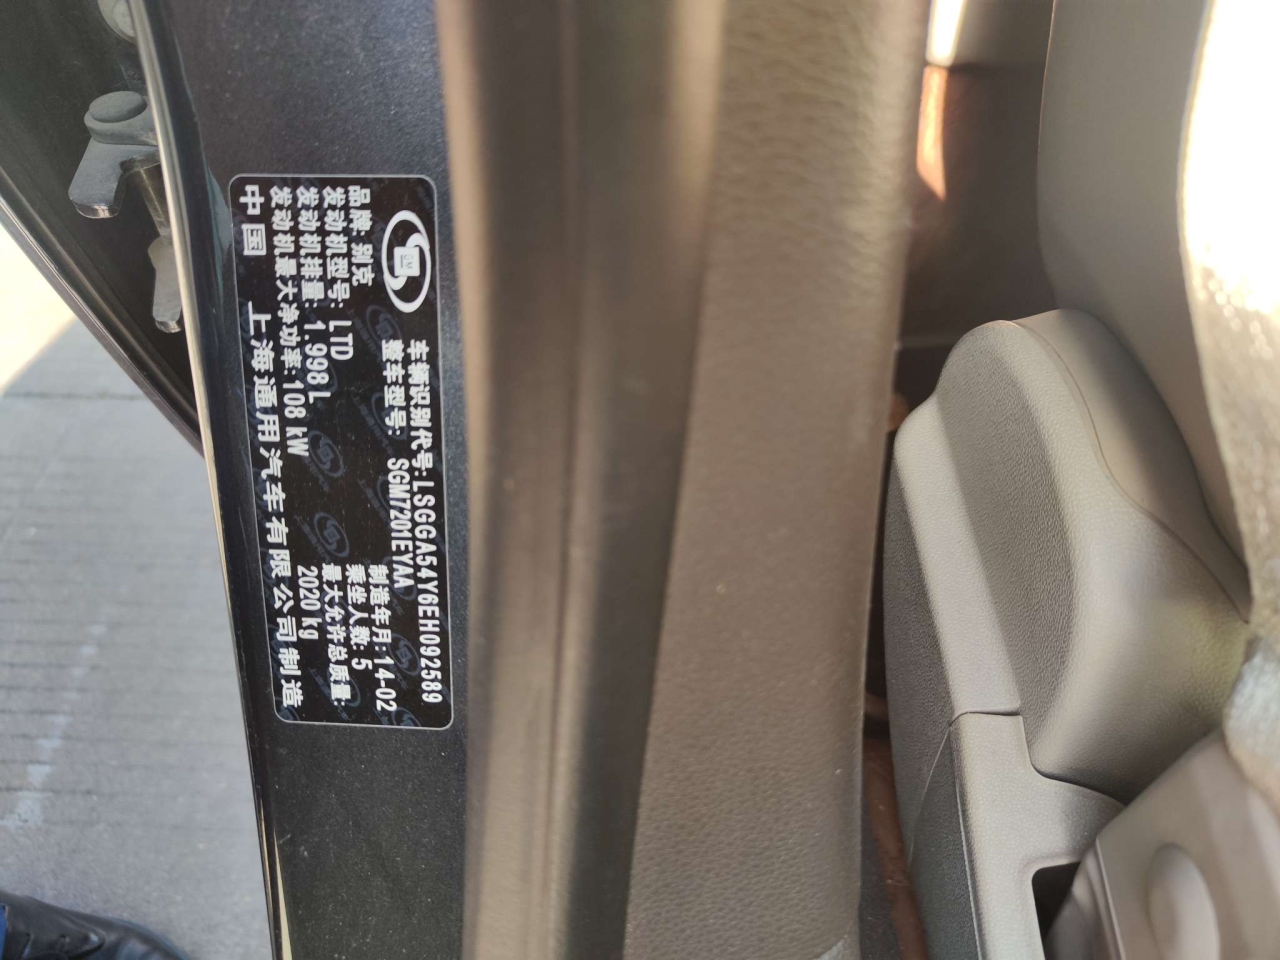 GM
车辆识别代号:LSGGA54Y6EH092589
整车型号: SGM7201EYAA
品牌: 别克
制造年月:14-02
发动机型号: LTD
乘坐人数: 5
发动机排量: 1.998L
最大允许总质量:
发动机最大净功率:108 kW
2020 kg
中国 上海通用汽车有限公司制造